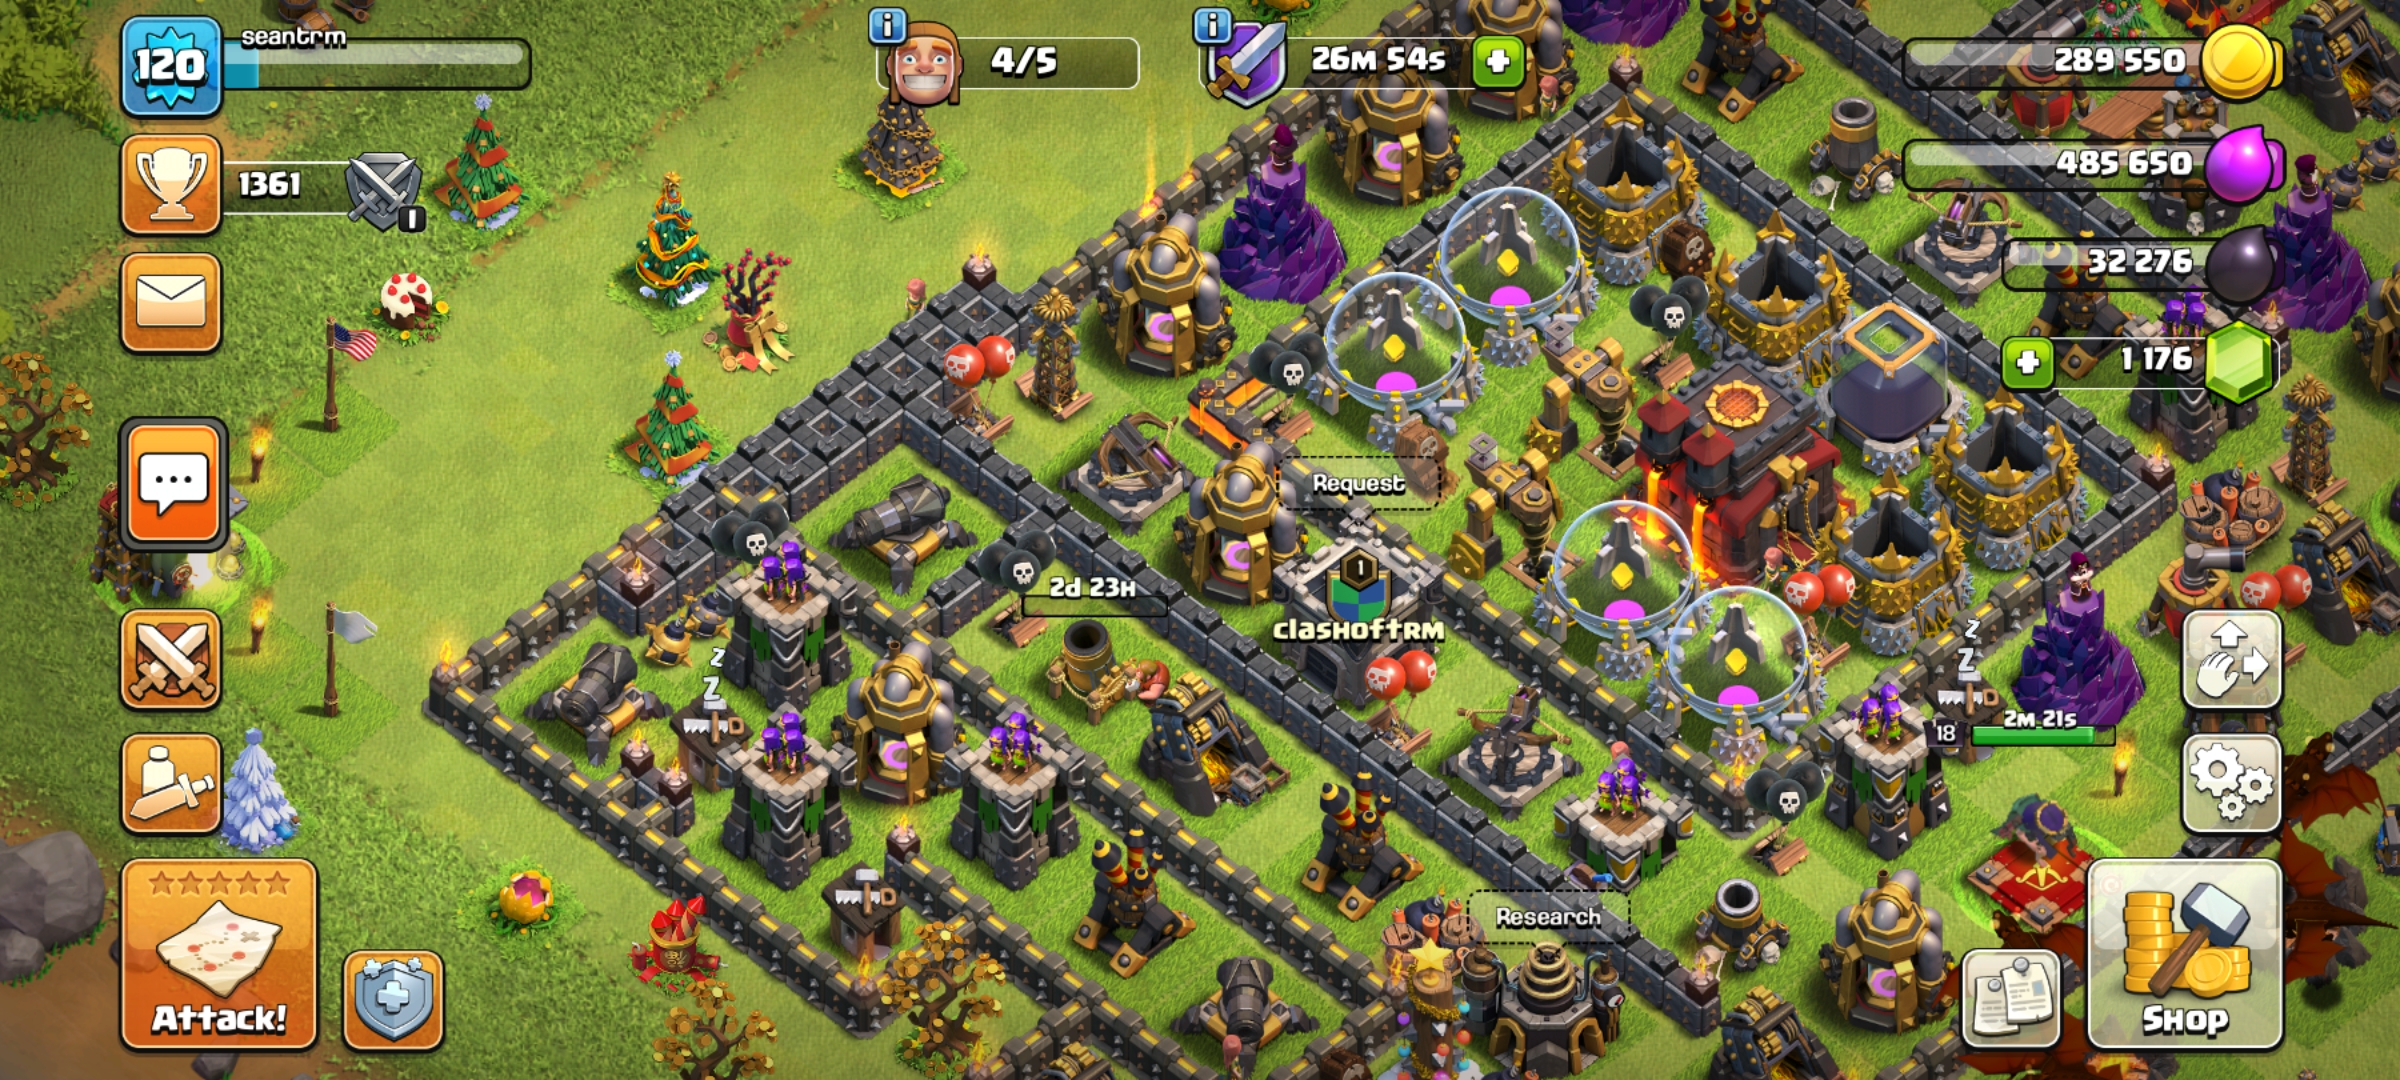 120
seantrm
4/5
26m 54s
289 550
1361
I
485 650
32 276
1 176
Request
2d 23h
1
clashoftrm
z
z
z
z
18
2m 21s
Research
Attack!
Shop